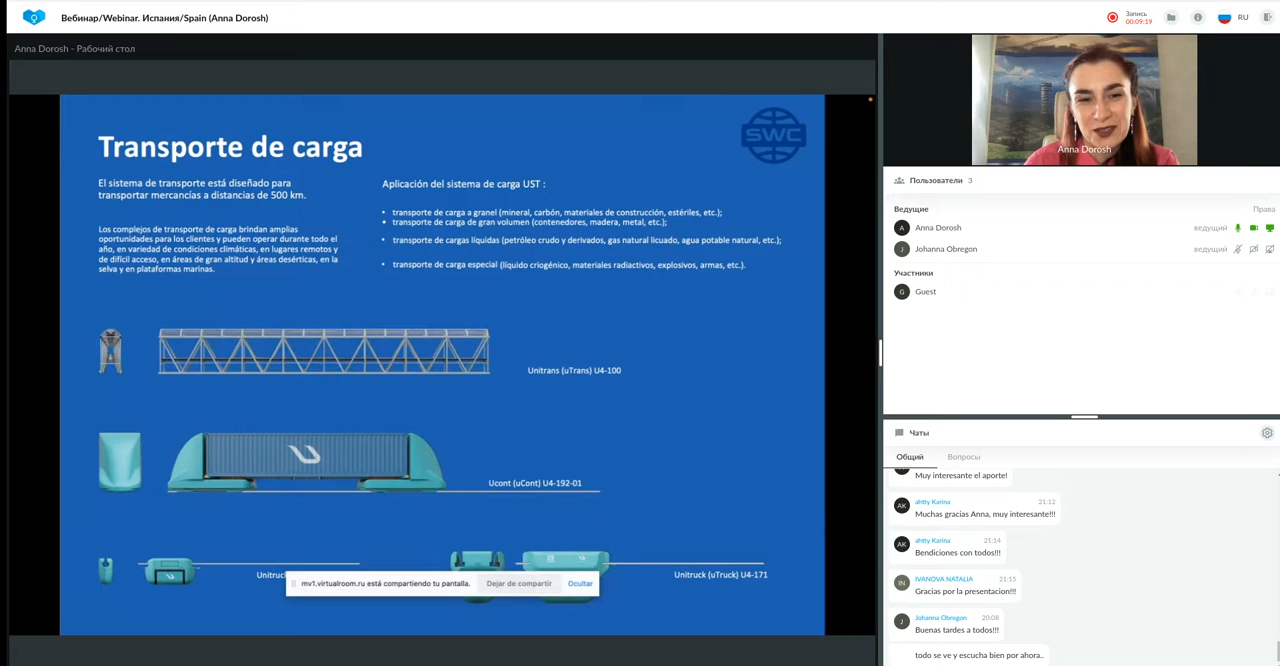 Вебинар/Webinar. Испания/Spain (Anna Dorosh)
Запись
00:09:19
RU
Anna Dorosh - Рабочий стол
Transporte de carga
SWC
El sistema de transporte está diseñado para
transportar mercancías a distancias de 500 km.
Los complejos de transporte de carga brindan amplias
oportunidades para los clientes y pueden operar durante todo el
año, en variedad de condiciones climáticas, en lugares remotos y
de difícil acceso, en áreas de gran altitud y áreas desérticas, en la
selva y en plataformas marinas.
Aplicación del sistema de carga UST :
• transporte de carga a granel (mineral, carbón, materiales de construcción, estériles, etc.);
• transporte de carga de gran volumen (contenedores, madera, metal, etc.);
• transporte de cargas líquidas (petróleo crudo y derivados, gas natural licuado, agua potable natural, etc.);
• transporte de carga especial (líquido criogénico, materiales radiactivos, explosivos, armas, etc.).
Unitrans (uTrans) U4-100
Ucont (uCont) U4-192-01
Unitruck (uTruck) U4-171
mv1.virtualroom.ru está compartiendo tu pantalla.
Dejar de compartir
Ocultar
Anna Dorosh
Пользователи 3
Ведущие
Права
A
Anna Dorosh
ведущий
J
Johanna Obregon
ведущий
Участники
G
Guest
Чаты
Общий
Вопросы
Muy interesante el aporte!
AK
ahtty Karina
21:12
Muchas gracias Anna, muy interesante!!!
AK
ahtty Karina
21:14
Bendiciones con todos!!!
IN
IVANOVA NATALIA
21:15
Gracias por la presentacion!!!
J
Johanna Obregon
20:08
Buenas tardes a todos!!!
todo se ve y escucha bien por ahora..